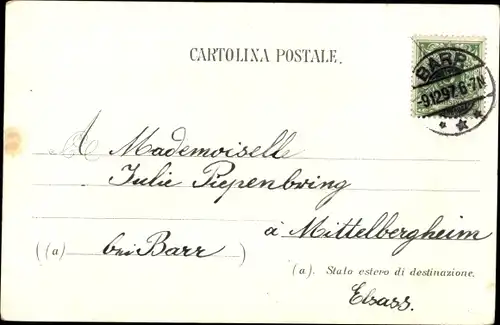 CARTOLINA POSTALE.
BARR
-9.12.97.6-7N
A Mademoiselle
Julie Piepenbring
à Mittelbergheim
((a) bei Barr )
(a). Stato estero di destinazione.
Elsass.